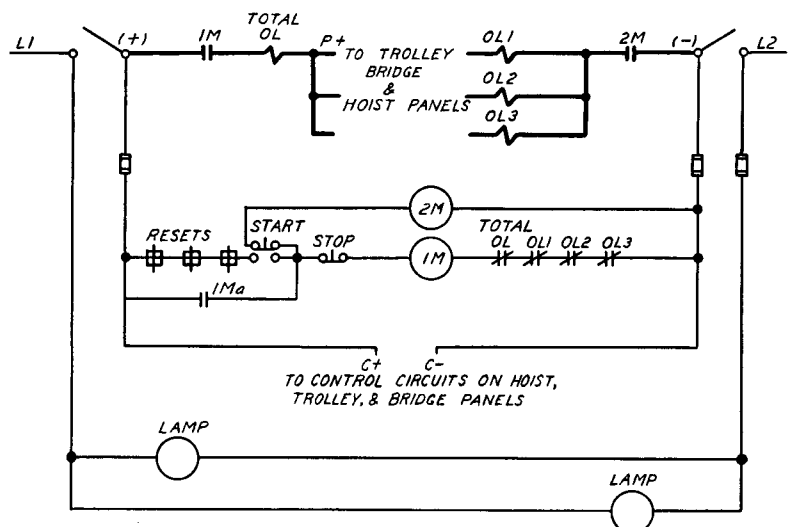 L1
(+)
1M
TOTAL
OL
P+
TO TROLLEY
BRIDGE
&
HOIST PANELS
OL1
OL2
OL3
2M
(-)
L2
2M
RESETS
START
STOP
1M
TOTAL
OL OL1 OL2 OL3
1Ma
C+ C-
TO CONTROL CIRCUITS ON HOIST,
TROLLEY, & BRIDGE PANELS
LAMP
LAMP